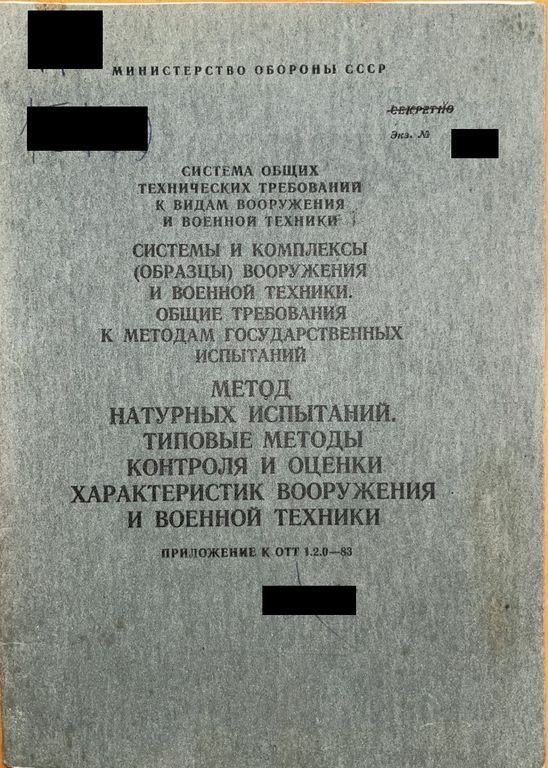 МИНИСТЕРСТВО ОБОРОНЫ СССР
СЕКРЕТНО
Экз. №
СИСТЕМА ОБЩИХ
ТЕХНИЧЕСКИХ ТРЕБОВАНИЙ
К ВИДАМ ВООРУЖЕНИЯ
И ВОЕННОЙ ТЕХНИКИ
СИСТЕМЫ И КОМПЛЕКСЫ
(ОБРАЗЦЫ) ВООРУЖЕНИЯ
И ВОЕННОЙ ТЕХНИКИ.
ОБЩИЕ ТРЕБОВАНИЯ
К МЕТОДАМ ГОСУДАРСТВЕННЫХ
ИСПЫТАНИЙ
МЕТОД
НАТУРНЫХ ИСПЫТАНИЙ.
ТИПОВЫЕ МЕТОДЫ
КОНТРОЛЯ И ОЦЕНКИ
ХАРАКТЕРИСТИК ВООРУЖЕНИЯ
И ВОЕННОЙ ТЕХНИКИ
ПРИЛОЖЕНИЕ К ОТТ 1.2.0—83